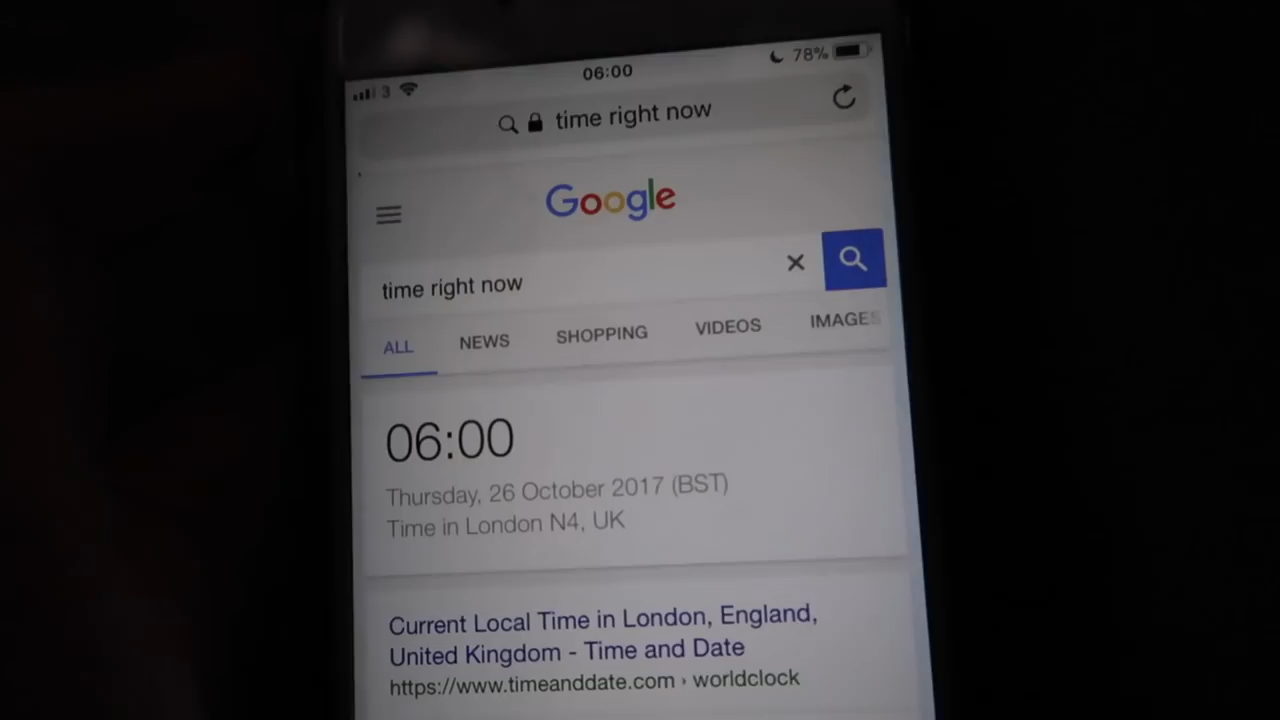 3 06:00 78%
time right now
Google
time right now
ALL NEWS SHOPPING VIDEOS IMAGES
06:00
Thursday, 26 October 2017 (BST)
Time in London N4, UK
Current Local Time in London, England,
United Kingdom - Time and Date
https://www.timeanddate.com › worldclock